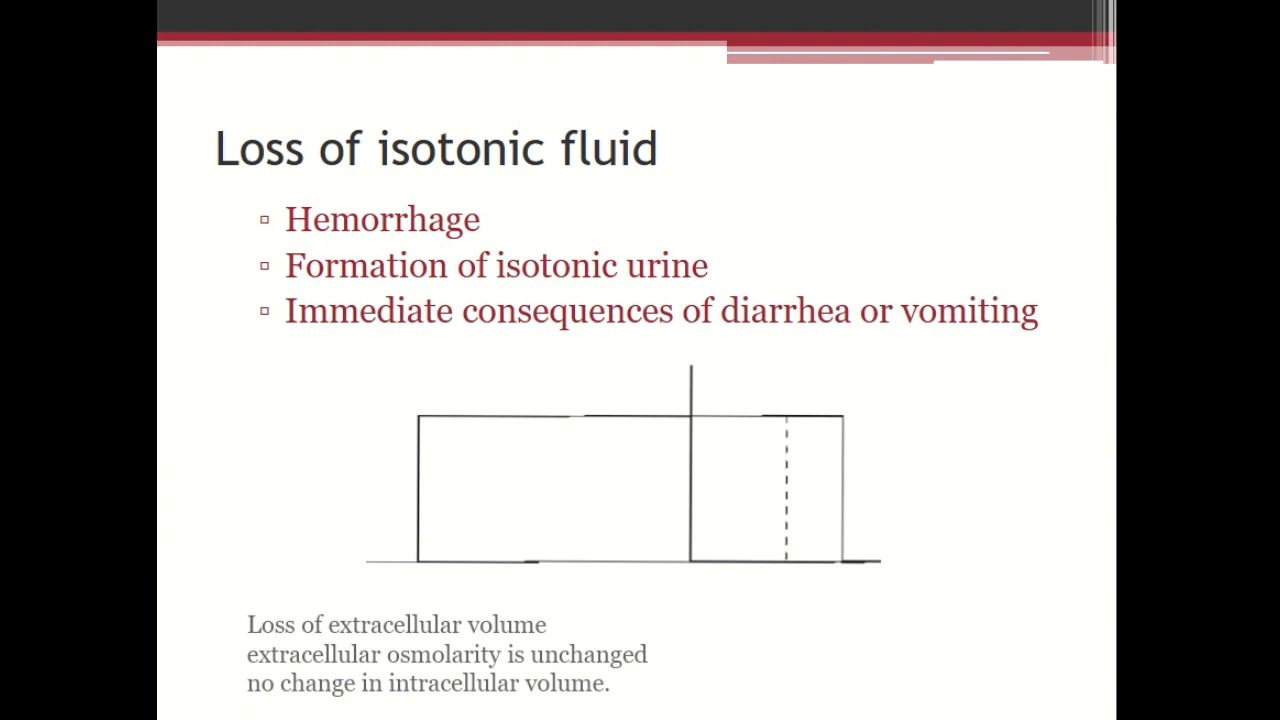 Loss of isotonic fluid
▫ Hemorrhage
▫ Formation of isotonic urine
▫ Immediate consequences of diarrhea or vomiting
Loss of extracellular volume
extracellular osmolarity is unchanged
no change in intracellular volume.